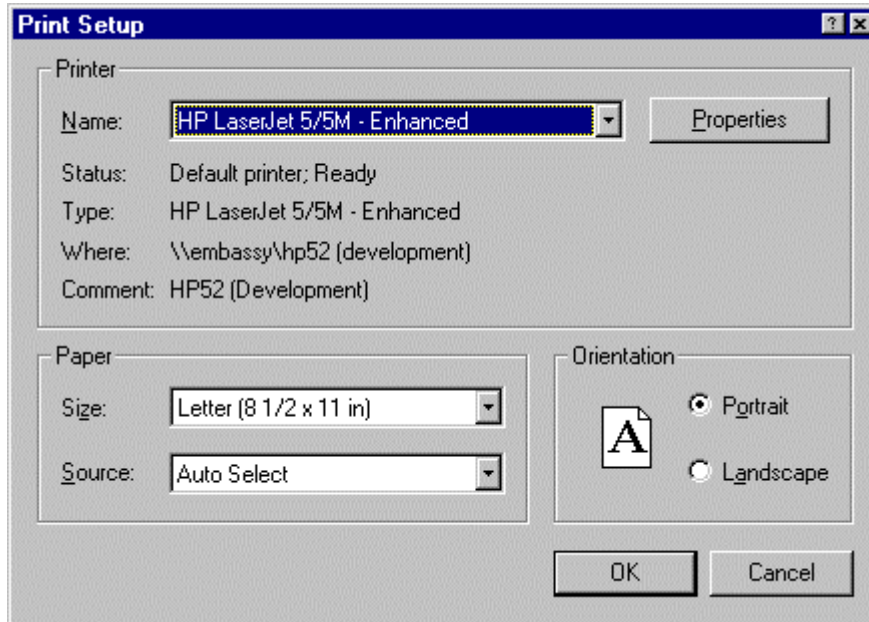 Print Setup
Printer
Name: HP LaserJet 5/5M - Enhanced Properties
Status: Default printer; Ready
Type: HP LaserJet 5/5M - Enhanced
Where: \\embassy\hp52 (development)
Comment: HP52 (Development)
Paper
Size: Letter (8 1/2 x 11 in)
Source: Auto Select
Orientation
A
Portrait
Landscape
OK Cancel